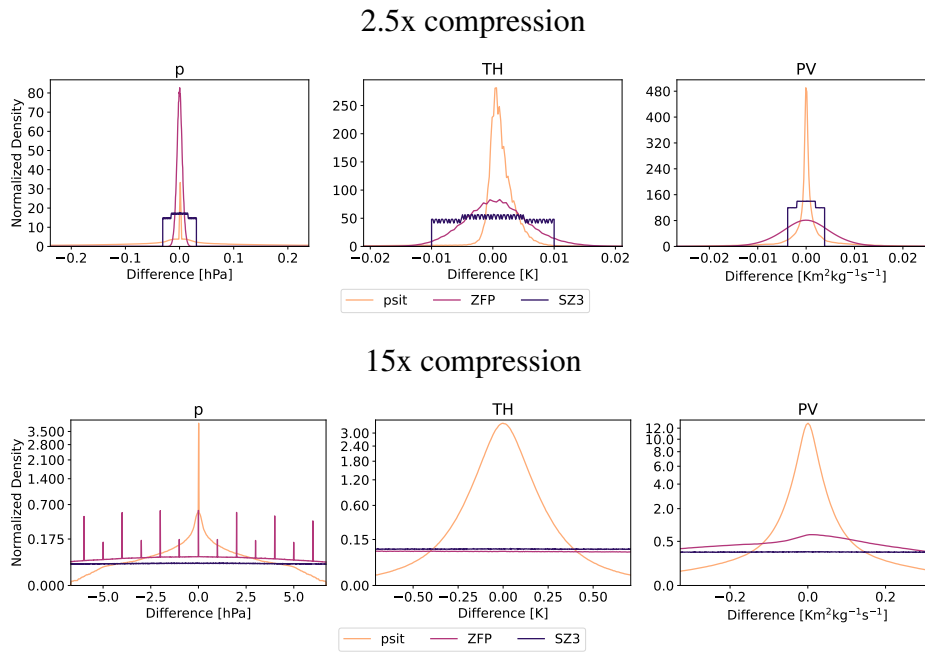 2.5x compression
p
TH
PV
Normalized Density
80
70
60
50
40
30
20
10
0
−0.2 −0.1 0.0 0.1 0.2
Difference [hPa]
250
200
150
100
50
0
−0.02 −0.01 0.00 0.01 0.02
Difference [K]
480
400
320
240
160
80
0
−0.02 −0.01 0.00 0.01 0.02
Difference [Km²kg⁻¹s⁻¹]
psit ZFP SZ3
15x compression
p
TH
PV
Normalized Density
3.500
2.800
2.100
1.400
0.700
0.175
0.000
−5.0 −2.5 0.0 2.5 5.0
Difference [hPa]
3.00
2.40
1.80
1.20
0.60
0.15
0.00
−0.50 −0.25 0.00 0.25 0.50
Difference [K]
12.0
10.0
8.0
6.0
4.0
2.0
0.5
0.0
−0.2 0.0 0.2
Difference [Km²kg⁻¹s⁻¹]
psit ZFP SZ3